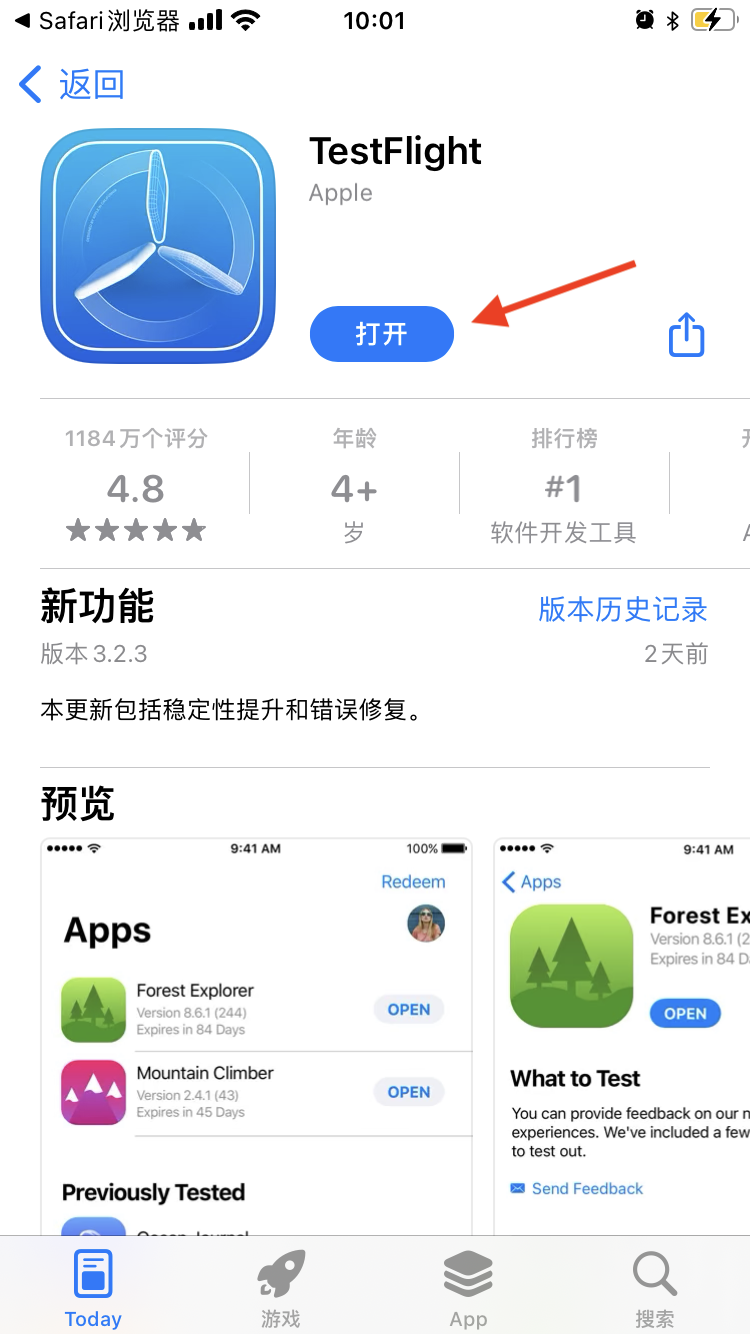 Safari浏览器 10:01
返回
TestFlight
Apple
打开
1184万个评分 年龄 排行榜
4.8 4+ #1
岁 软件开发工具
新功能 版本历史记录
版本 3.2.3 2天前
本更新包括稳定性提升和错误修复。
预览
9:41 AM 100%
Redeem
Apps
Forest Explorer
Version 8.6.1 (244)
Expires in 84 Days
OPEN
Mountain Climber
Version 2.4.1 (43)
Expires in 45 Days
OPEN
Previously Tested
9:41 AM
Apps
Forest Ex
Version 8.6.1 (2
Expires in 84 D
OPEN
What to Test
You can provide feedback on our n
experiences. We've included a few
to test out.
Send Feedback
Today 游戏 App 搜索